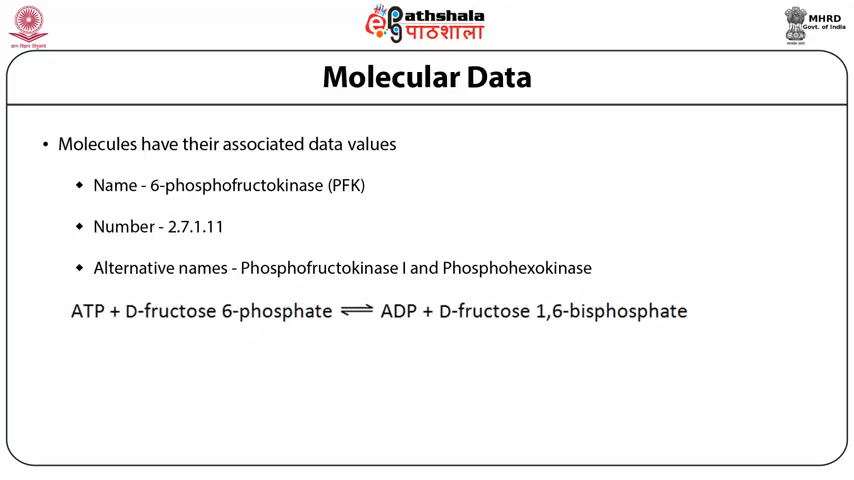 Pathshala
पाठशाला
MHRD
Govt. of India
Molecular Data
• Molecules have their associated data values
◆ Name - 6-phosphofructokinase (PFK)
◆ Number - 2.7.1.11
◆ Alternative names - Phosphofructokinase I and Phosphohexokinase
ATP + D-fructose 6-phosphate ⇌ ADP + D-fructose 1,6-bisphosphate